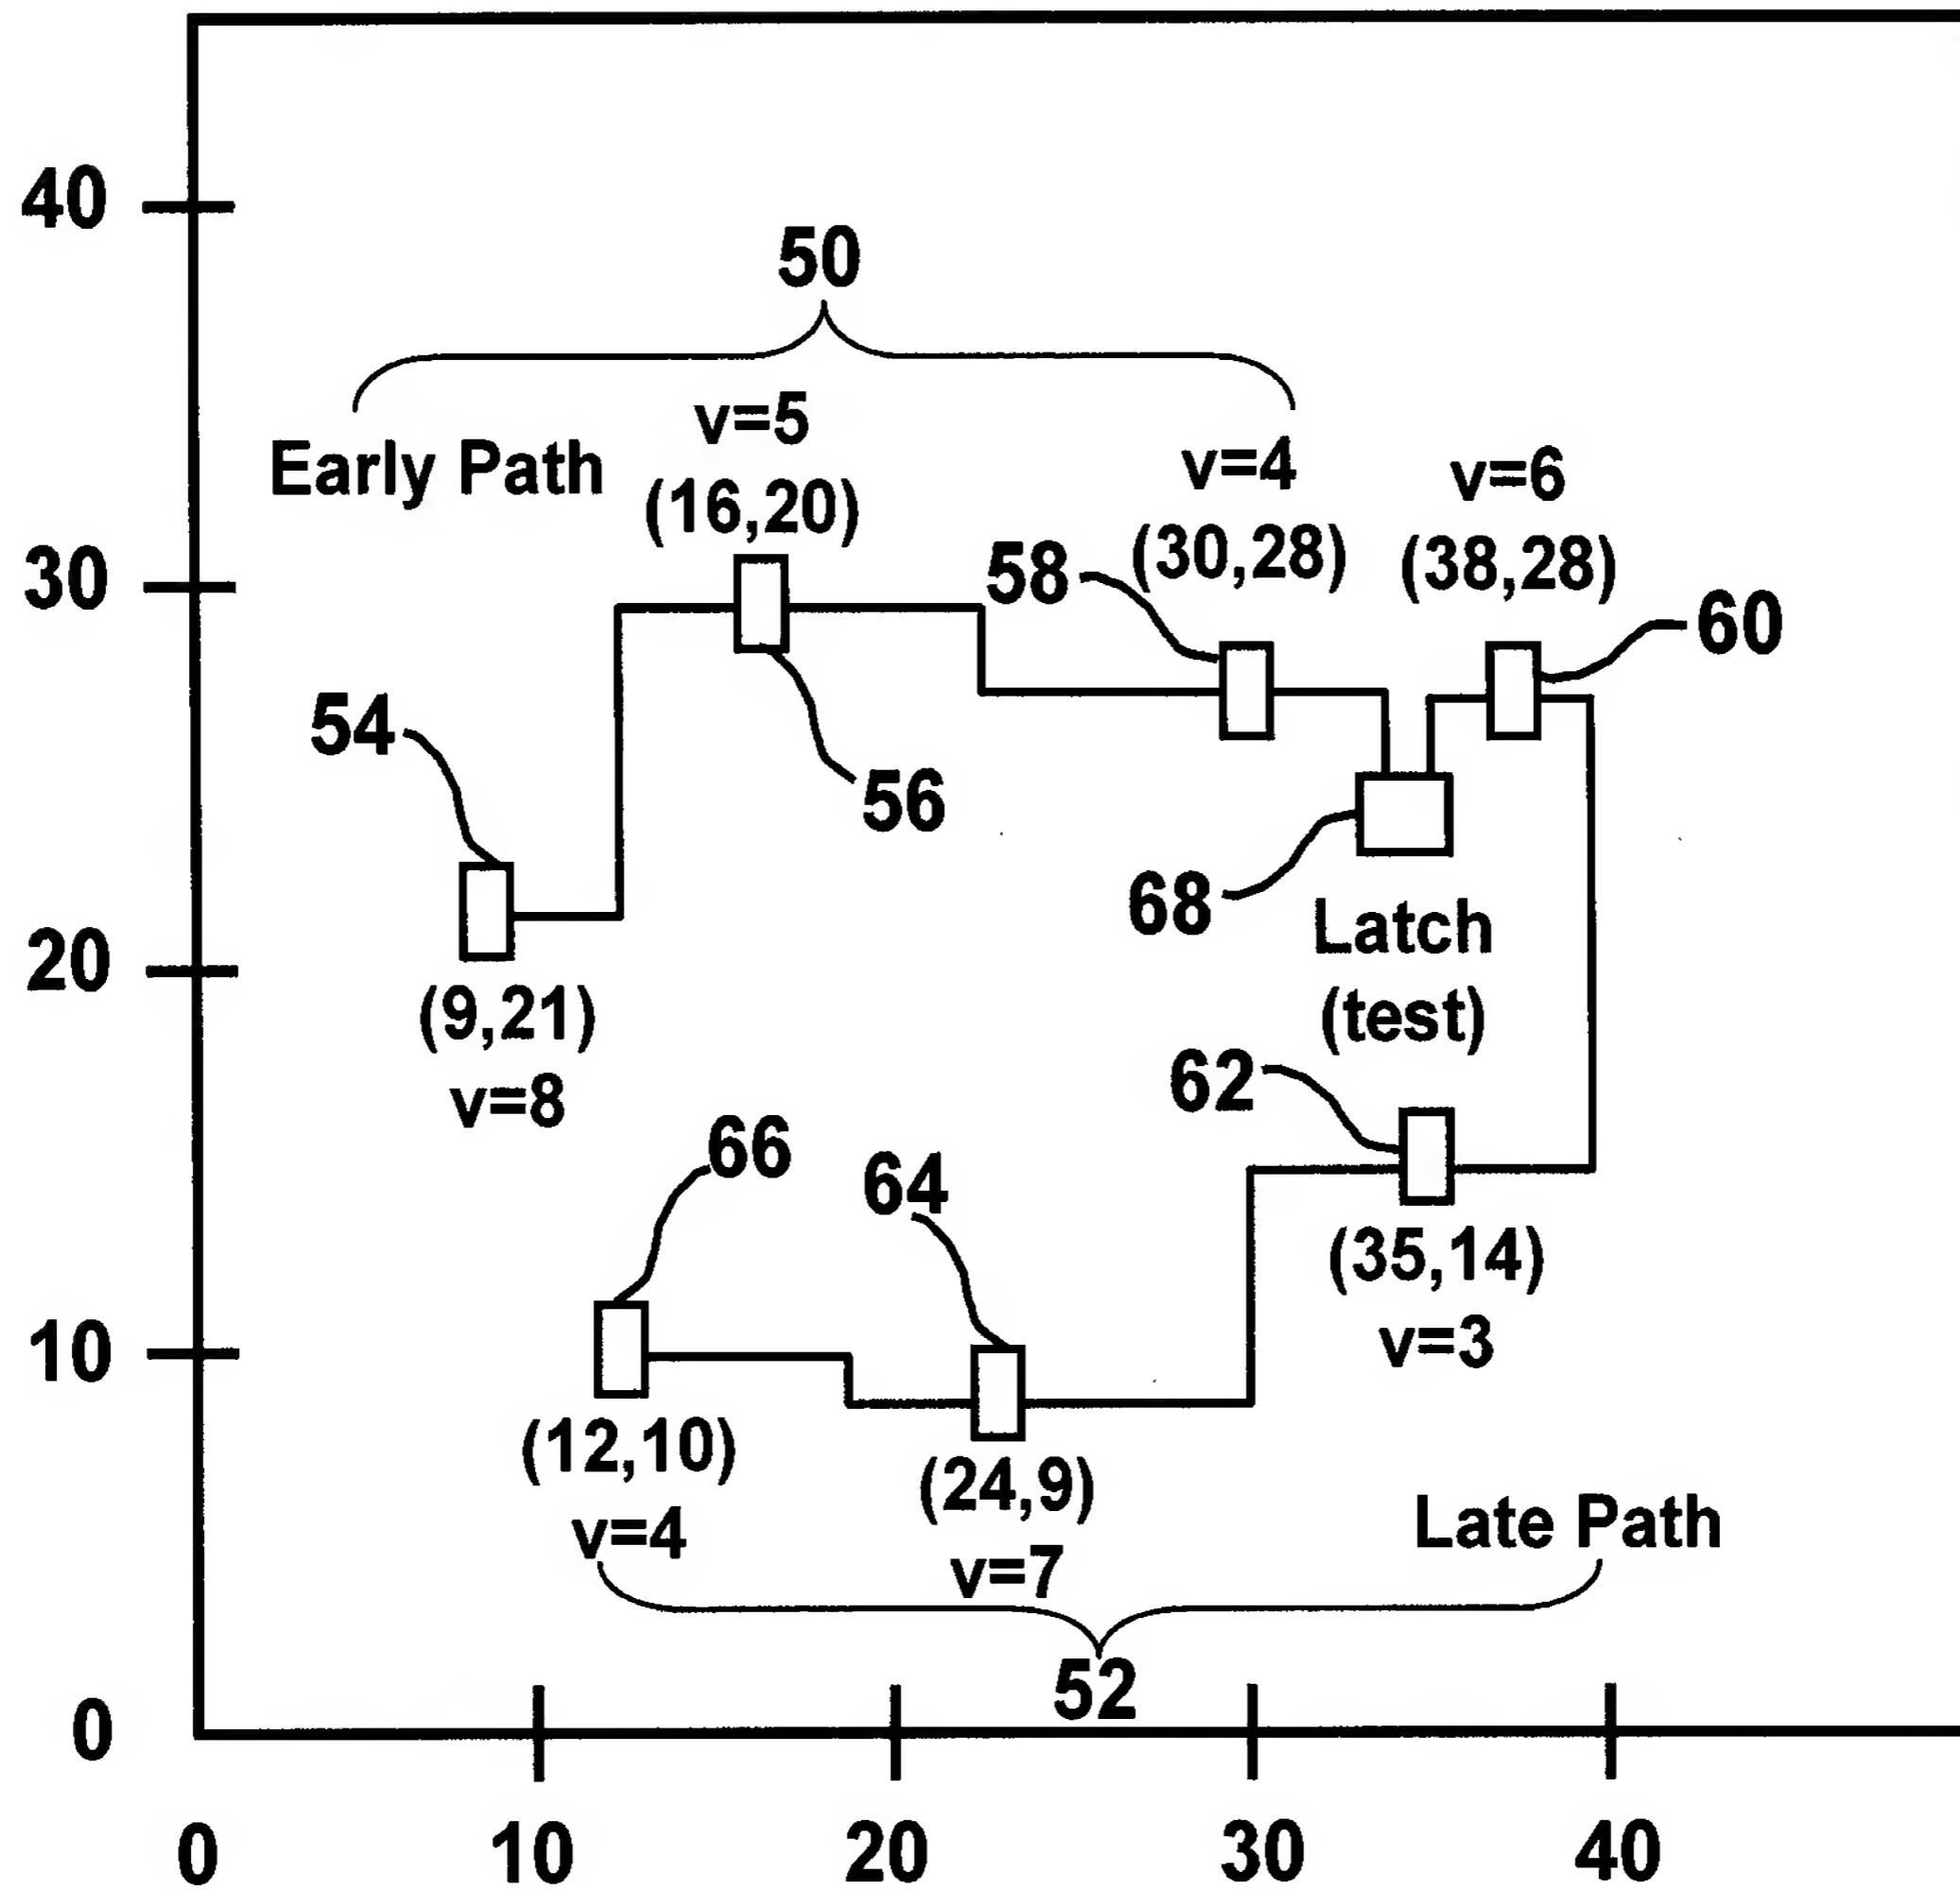 40
50
v=5
Early Path
(16,20)
v=4
(30,28)
v=6
(38,28)
58
30
60
54
56
68
Latch
(test)
20
(9,21)
v=8
62
66
64
(35,14)
v=3
10
(12,10)
v=4
(24,9)
v=7
Late Path
52
0
0
10
20
30
40